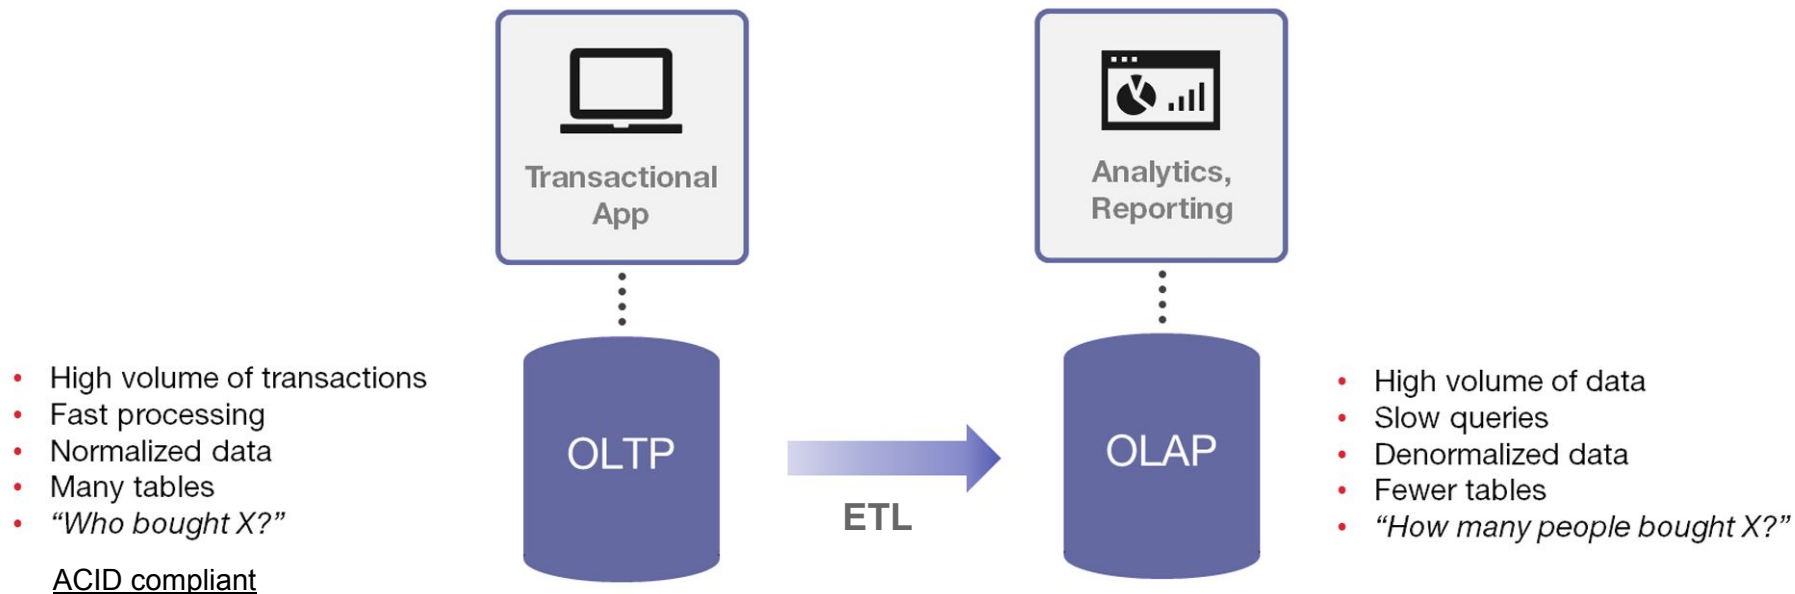 Transactional
App
Analytics,
Reporting
• High volume of transactions
• Fast processing
• Normalized data
• Many tables
• “Who bought X?”
ACID compliant
OLTP
ETL
OLAP
• High volume of data
• Slow queries
• Denormalized data
• Fewer tables
• “How many people bought X?”